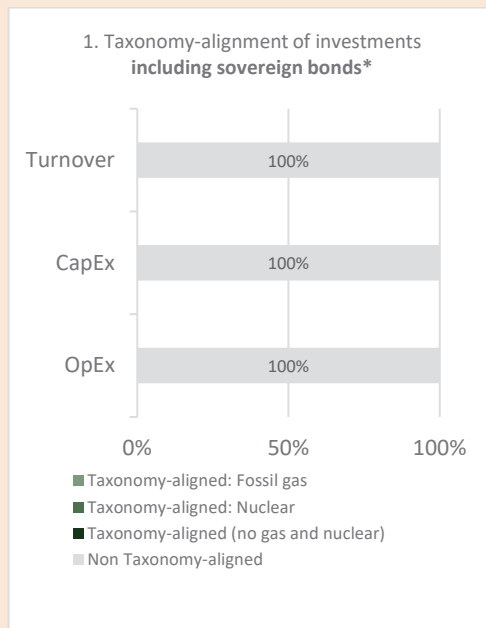 1. Taxonomy-alignment of investments
including sovereign bonds*
Turnover
100%
CapEx
100%
OpEx
100%
0%
50%
100%
Taxonomy-aligned: Fossil gas
Taxonomy-aligned: Nuclear
Taxonomy-aligned (no gas and nuclear)
Non Taxonomy-aligned